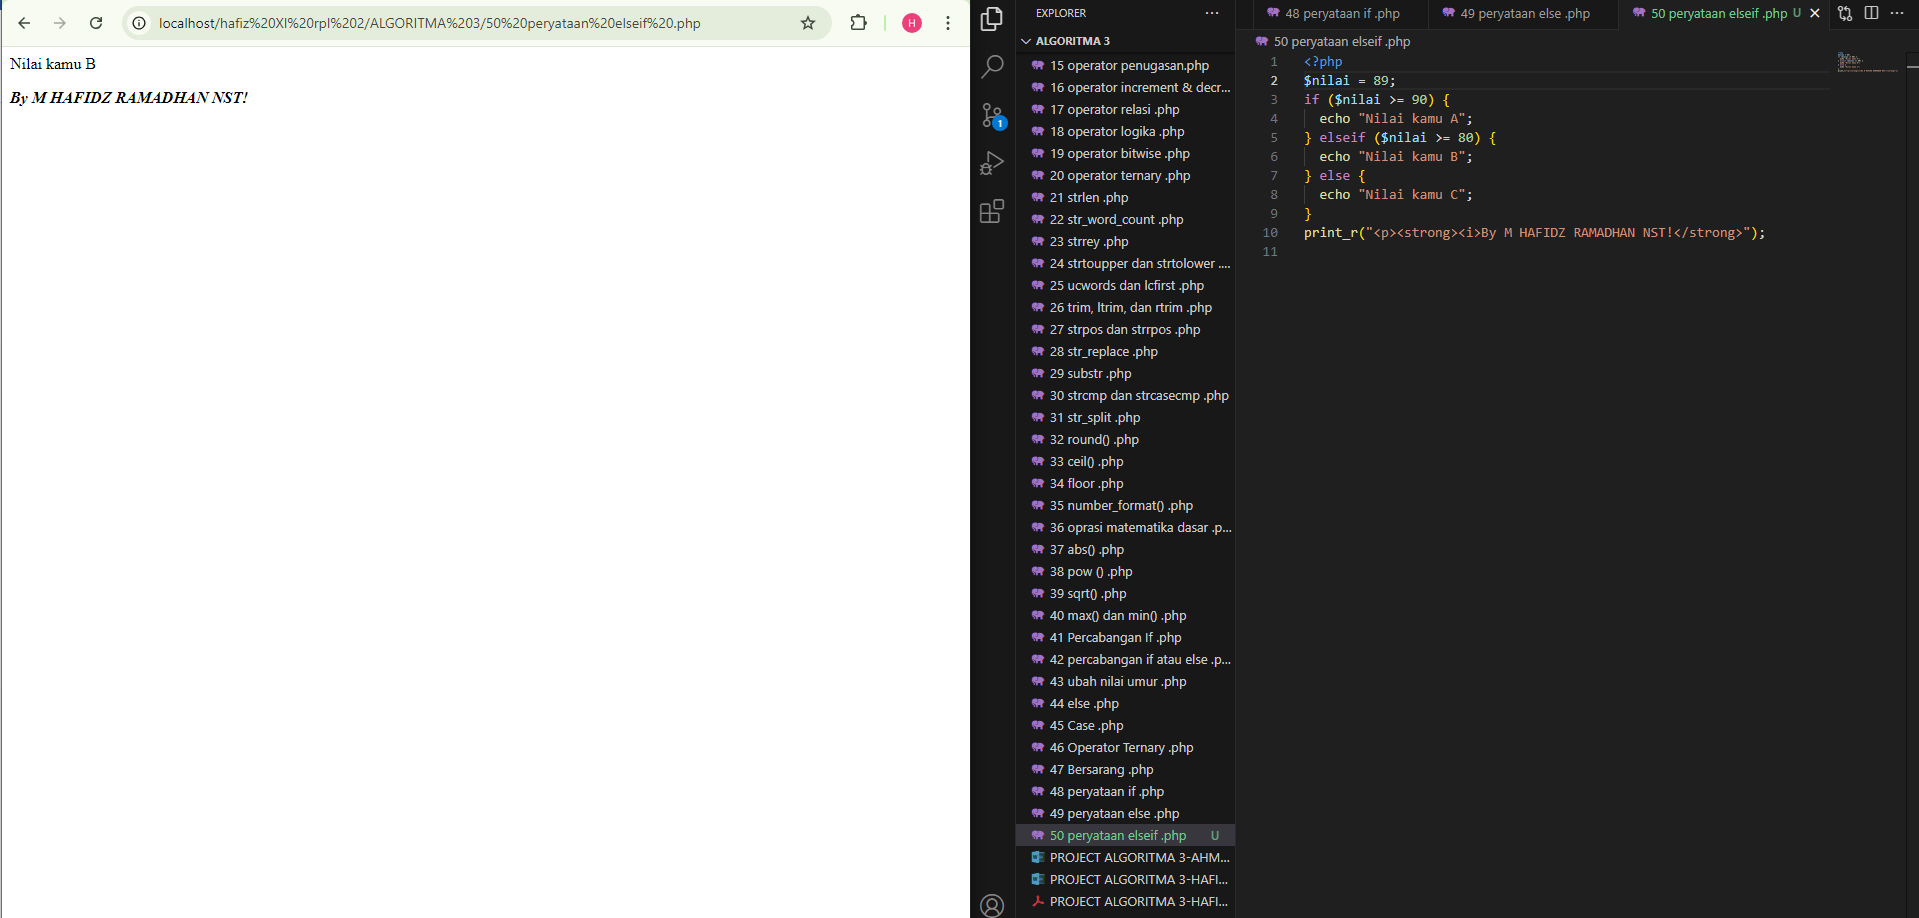 localhost/hafiz%20XI%20rpl%202/ALGORITMA%203/50%20peryataan%20elseif%20.php
H
Nilai kamu B
By M HAFIDZ RAMADHAN NST!
EXPLORER
ALGORITMA 3
15 operator penugasan.php
16 operator increment & decr...
17 operator relasi .php
18 operator logika .php
19 operator bitwise .php
20 operator ternary .php
21 strlen .php
22 str_word_count .php
23 strrey .php
24 strtoupper dan strtolower ....
25 ucwords dan lcfirst .php
26 trim, ltrim, dan rtrim .php
27 strpos dan strrpos .php
28 str_replace .php
29 substr .php
30 strcmp dan strcasecmp .php
31 str_split .php
32 round() .php
33 ceil() .php
34 floor .php
35 number_format() .php
36 oprasi matematika dasar .p...
37 abs() .php
38 pow () .php
39 sqrt() .php
40 max() dan min() .php
41 Percabangan If .php
42 percabangan if atau else .p...
43 ubah nilai umur .php
44 else .php
45 Case .php
46 Operator Ternary .php
47 Bersarang .php
48 peryataan if .php
49 peryataan else .php
50 peryataan elseif .php U
PROJECT ALGORITMA 3-AHM...
PROJECT ALGORITMA 3-HAFI...
PROJECT ALGORITMA 3-HAFI...
1
48 peryataan if .php
49 peryataan else .php
50 peryataan elseif .php U
50 peryataan elseif .php
1 <?php
2 $nilai = 89;
3 if ($nilai >= 90) {
4 echo "Nilai kamu A";
5 } elseif ($nilai >= 80) {
6 echo "Nilai kamu B";
7 } else {
8 echo "Nilai kamu C";
9 }
10 print_r("<p><strong><i>By M HAFIDZ RAMADHAN NST!</strong>");
11